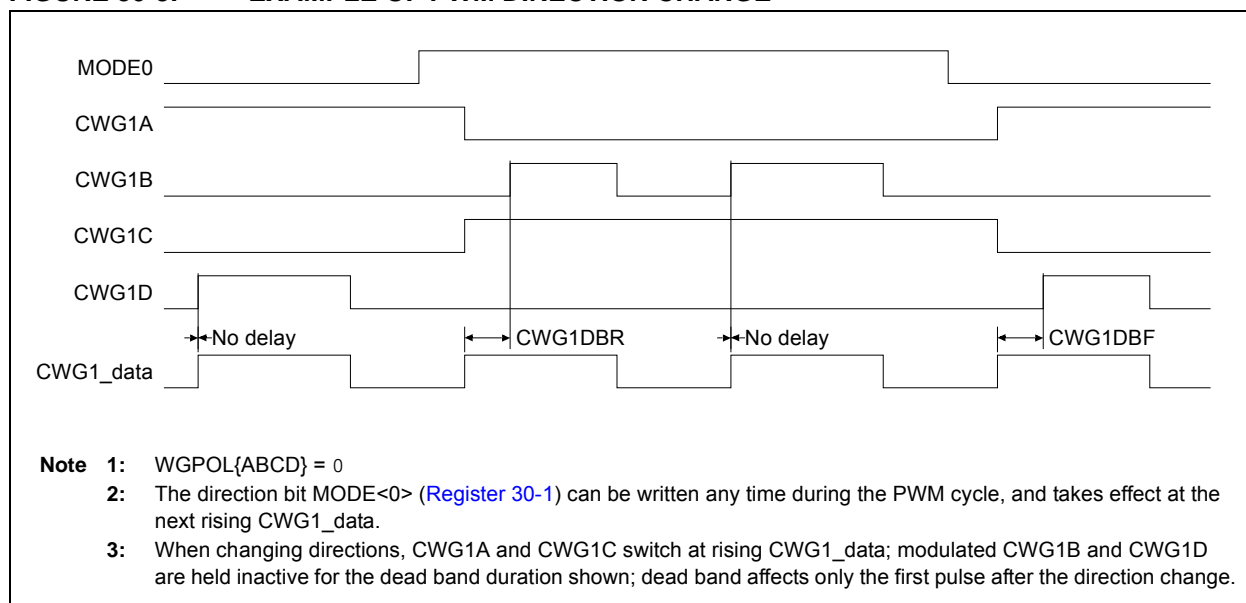 MODE0
CWG1A
CWG1B
CWG1C
CWG1D
No delay
CWG1DBR
No delay
CWG1DBF
CWG1_data
Note 1: WGPOL{ABCD} = 0
2: The direction bit MODE<0> (Register 30-1) can be written any time during the PWM cycle, and takes effect at the
next rising CWG1_data.
3: When changing directions, CWG1A and CWG1C switch at rising CWG1_data; modulated CWG1B and CWG1D
are held inactive for the dead band duration shown; dead band affects only the first pulse after the direction change.